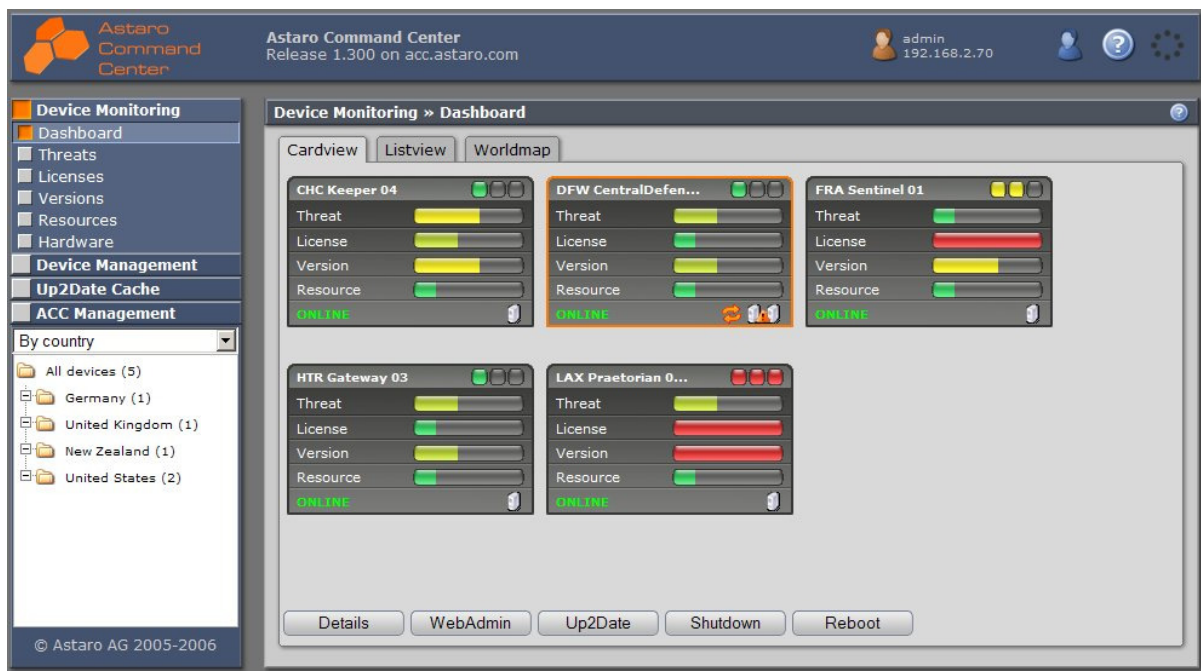 Astaro
Command
Center
Astaro Command Center
Release 1.300 on acc.astaro.com
admin
192.168.2.70
Device Monitoring
Dashboard
Threats
Licenses
Versions
Resources
Hardware
Device Management
Up2Date Cache
ACC Management
By country
All devices (5)
Germany (1)
United Kingdom (1)
New Zealand (1)
United States (2)
© Astaro AG 2005-2006
Device Monitoring » Dashboard
Cardview
Listview
Worldmap
CHC Keeper 04
Threat
License
Version
Resource
ONLINE
DFW CentralDefen...
Threat
License
Version
Resource
ONLINE
FRA Sentinel 01
Threat
License
Version
Resource
ONLINE
HTR Gateway 03
Threat
License
Version
Resource
ONLINE
LAX Praetorian 0...
Threat
License
Version
Resource
ONLINE
Details
WebAdmin
Up2Date
Shutdown
Reboot